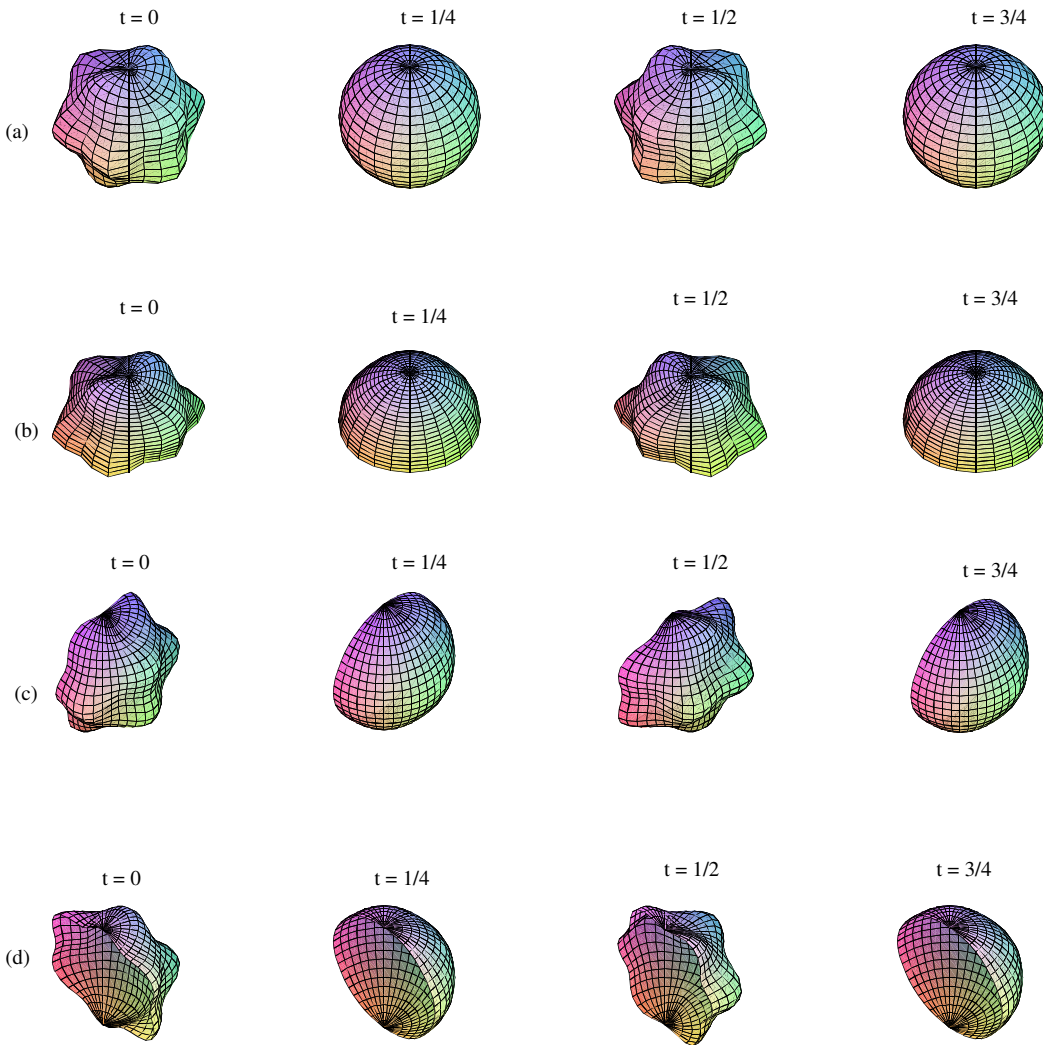 t = 0 t = 1/4 t = 1/2 t = 3/4
(a)
t = 0 t = 1/4 t = 1/2 t = 3/4
(b)
t = 0 t = 1/4 t = 1/2 t = 3/4
(c)
t = 0 t = 1/4 t = 1/2 t = 3/4
(d)